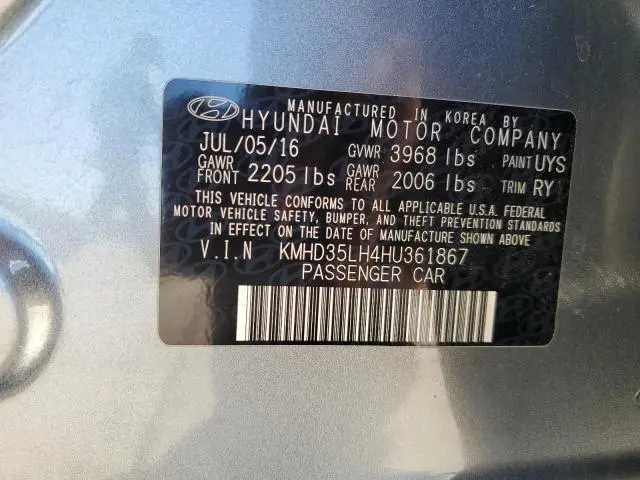 MANUFACTURED IN KOREA BY
HYUNDAI MOTOR COMPANY
JUL/05/16 GVWR 3968 lbs PAINT UYS
GAWR FRONT 2205 lbs GAWR REAR 2006 lbs TRIM RY
THIS VEHICLE CONFORMS TO ALL APPLICABLE U.S.A. FEDERAL
MOTOR VEHICLE SAFETY, BUMPER, AND THEFT PREVENTION STANDARDS
IN EFFECT ON THE DATE OF MANUFACTURE SHOWN ABOVE.
V.I.N KMHD35LH4HU361867
PASSENGER CAR